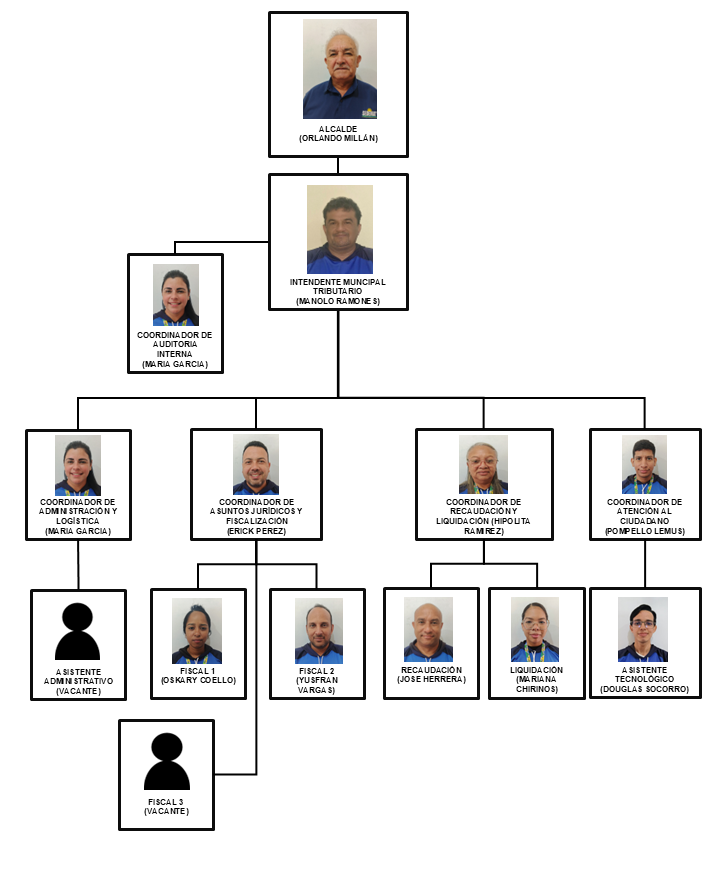 ALCALDE
(ORLANDO MILLÁN)
INTENDENTE MUNCIPAL
TRIBUTARIO
(MANOLO RAMONES)
COORDINADOR DE
AUDITORIA
INTERNA
(MARIA GARCIA)
COORDINADOR DE
ADMINISTRACIÓN Y
LOGÍSTICA
(MARIA GARCIA)
COORDINADOR DE
ASUNTOS JURÍDICOS Y
FISCALIZACIÓN
(ERICK PEREZ)
COORDINADOR DE
RECAUDACIÓN Y
LIQUIDACIÓN (HIPOLITA
RAMIREZ)
COORDINADOR DE
ATENCIÓN AL
CIUDADANO
(POMPELLO LEMUS)
ASISTENTE
ADMINISTRATIVO
(VACANTE)
FISCAL 1
(OSKARY COELLO)
FISCAL 2
(YUSFRAN
VARGAS)
RECAUDACIÓN
(JOSE HERRERA)
LIQUIDACIÓN
(MARIANA
CHIRINOS)
ASISTENTE
TECNOLÓGICO
(DOUGLAS SOCORRO)
FISCAL 3
(VACANTE)